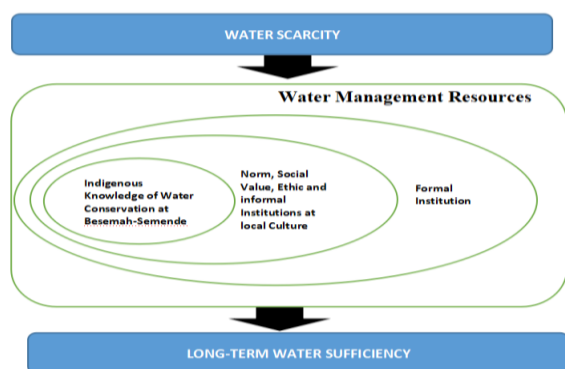 WATER SCARCITY
Water Management Resources
Indigenous
Knowledge of Water
Conservation at
Besemah-Semende
Norm, Social
Value, Ethic and
informal
Institutions at
local Culture
Formal
Institution
LONG-TERM WATER SUFFICIENCY